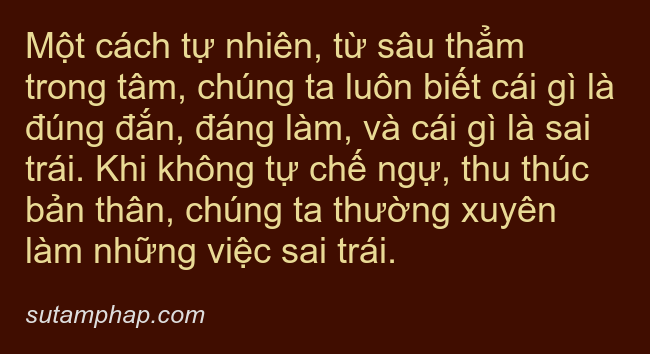 Một cách tự nhiên, từ sâu thẳm
trong tâm, chúng ta luôn biết cái gì là
đúng đắn, đáng làm, và cái gì là sai
trái. Khi không tự chế ngự, thu thúc
bản thân, chúng ta thường xuyên
làm những việc sai trái.
sutamphap.com